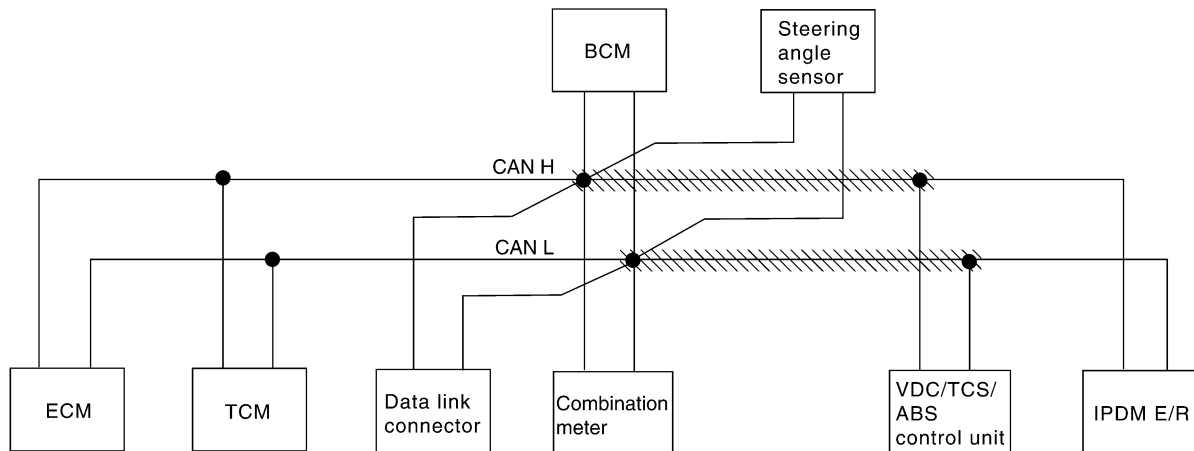 BCM
Steering
angle
sensor
CAN H
CAN L
ECM
TCM
Data link
connector
Combination
meter
VDC/TCS/
ABS
control unit
IPDM E/R